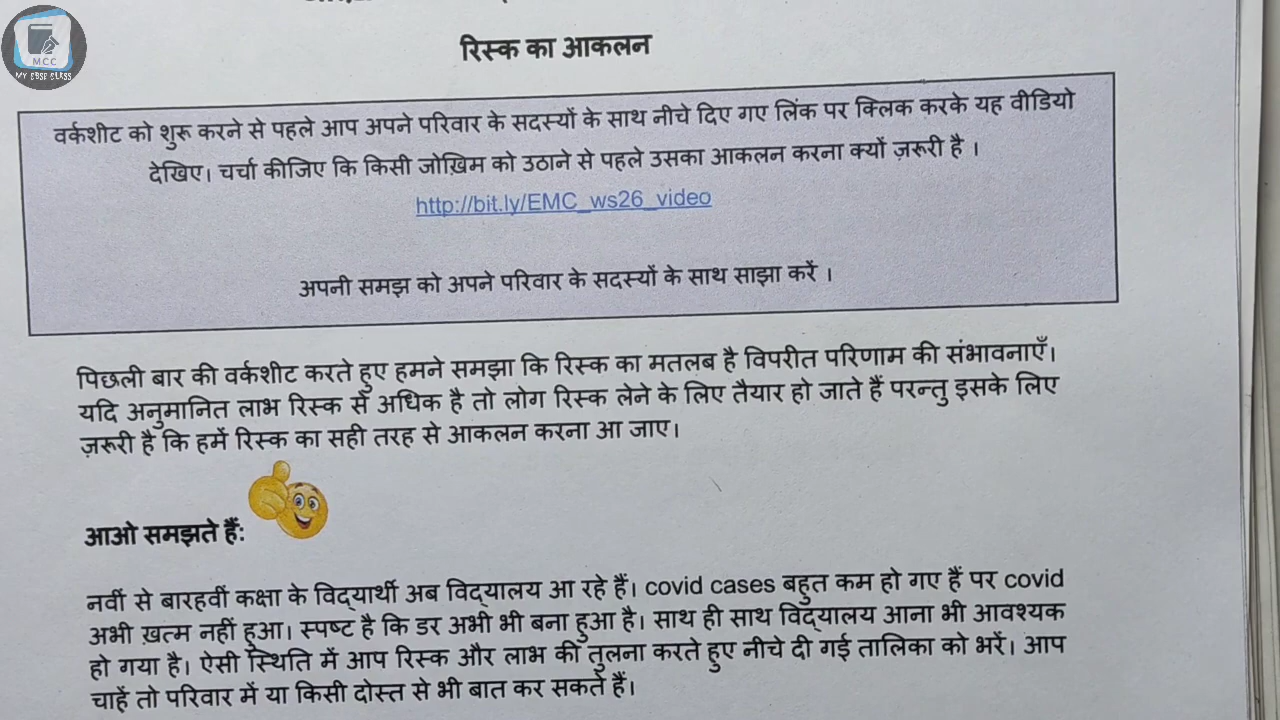 MCC
MY EBSF CLASS
रिस्क का आकलन
वर्कशीट को शुरू करने से पहले आप अपने परिवार के सदस्यों के साथ नीचे दिए गए लिंक पर क्लिक करके यह वीडियो
देखिए। चर्चा कीजिए कि किसी जोख़िम को उठाने से पहले उसका आकलन करना क्यों ज़रूरी है ।
http://bit.ly/EMC_ws26_video
अपनी समझ को अपने परिवार के सदस्यों के साथ साझा करें ।
पिछली बार की वर्कशीट करते हुए हमने समझा कि रिस्क का मतलब है विपरीत परिणाम की संभावनाएँ।
यदि अनुमानित लाभ रिस्क से अधिक है तो लोग रिस्क लेने के लिए तैयार हो जाते हैं परन्तु इसके लिए
ज़रूरी है कि हमें रिस्क का सही तरह से आकलन करना आ जाए।
आओ समझते हैं:
नवीं से बारहवीं कक्षा के विद्यार्थी अब विद्यालय आ रहे हैं। covid cases बहुत कम हो गए हैं पर covid
अभी ख़त्म नहीं हुआ। स्पष्ट है कि डर अभी भी बना हुआ है। साथ ही साथ विद्यालय आना भी आवश्यक
हो गया है। ऐसी स्थिति में आप रिस्क और लाभ की तुलना करते हुए नीचे दी गई तालिका को भरें। आप
चाहें तो परिवार में या किसी दोस्त से भी बात कर सकते हैं।